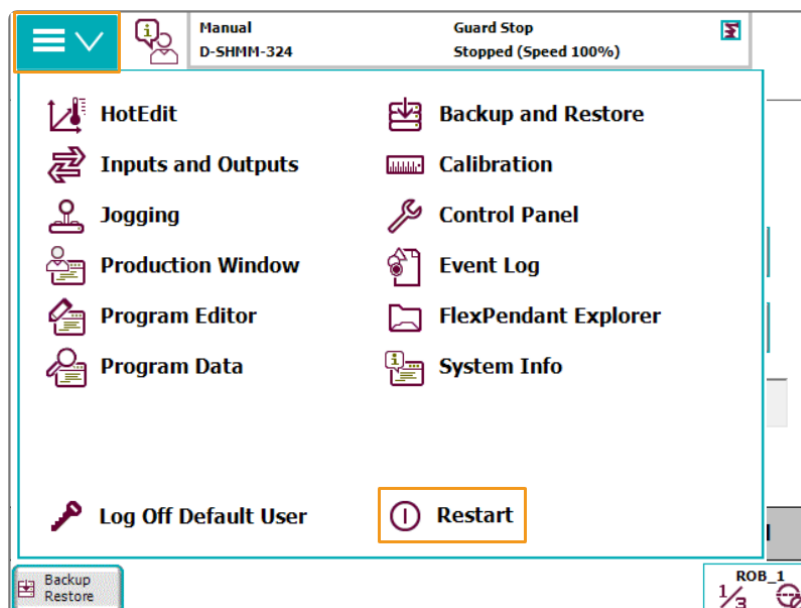 Manual
D-SHMM-324
Guard Stop
Stopped (Speed 100%)
HotEdit
Backup and Restore
Inputs and Outputs
Calibration
Jogging
Control Panel
Production Window
Event Log
Program Editor
FlexPendant Explorer
Program Data
System Info
Log Off Default User
Restart
Backup
Restore
ROB_1
1/3